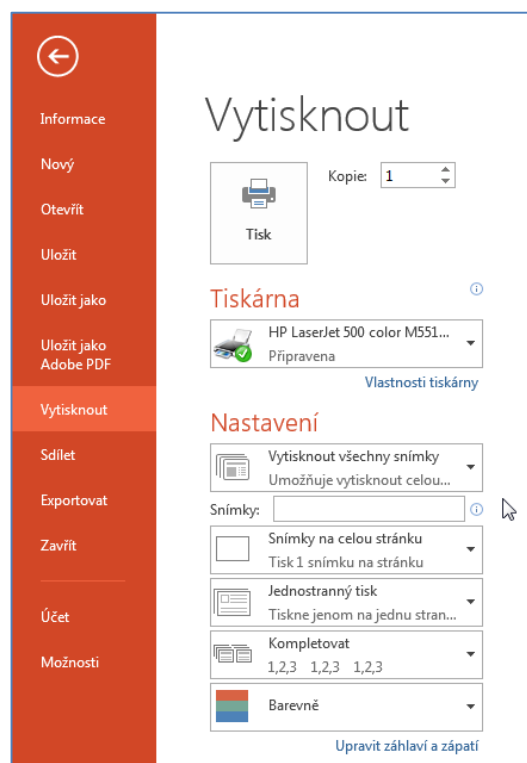 Informace
Nový
Otevřít
Uložit
Uložit jako
Uložit jako
Adobe PDF
Vytisknout
Sdílet
Exportovat
Zavřít
Účet
Možnosti
Vytisknout
Kopie: 1
Tisk
Tiskárna
HP LaserJet 500 color M551...
Připravena
Vlastnosti tiskárny
Nastavení
Vytisknout všechny snímky
Umožňuje vytisknout celou...
Snímky:
Snímky na celou stránku
Tisk 1 snímku na stránku
Jednostranný tisk
Tiskne jenom na jednu stran...
Kompletovat
1,2,3 1,2,3 1,2,3
Barevně
Upravit záhlaví a zápatí